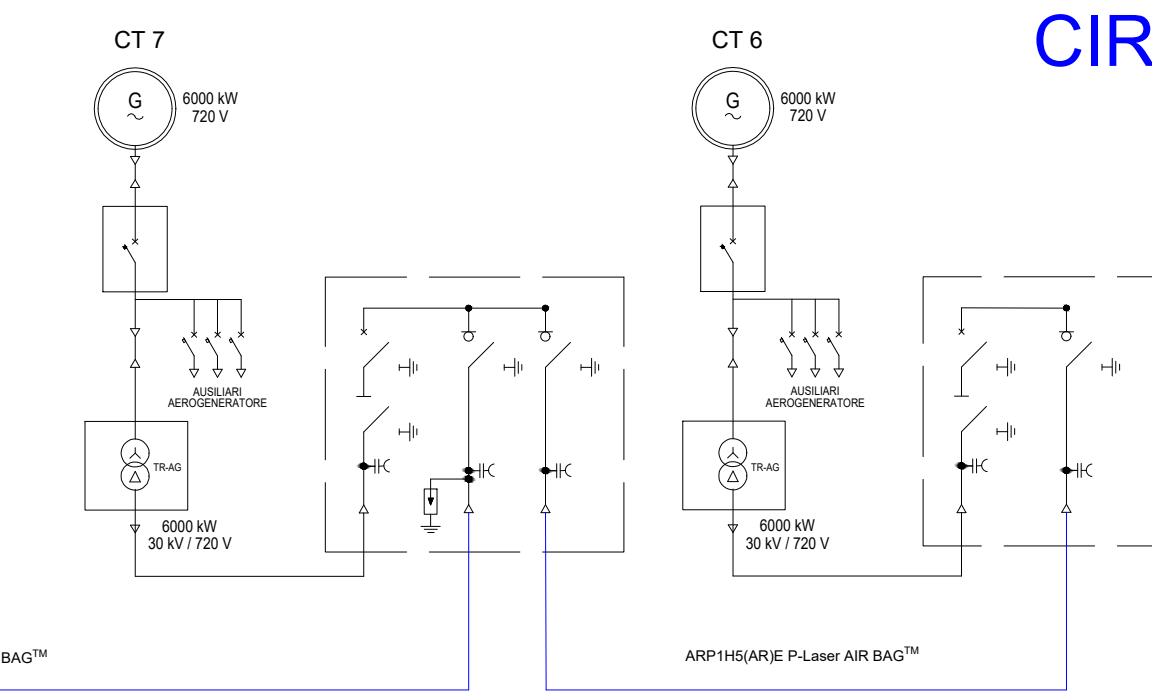 CIR
CT 7
G
6000 kW
720 V
AUSILIARI
AEROGENERATORE
TR-AG
6000 kW
30 kV / 720 V
CT 6
G
6000 kW
720 V
AUSILIARI
AEROGENERATORE
TR-AG
6000 kW
30 kV / 720 V
BAG™
ARP1H5(AR)E P-Laser AIR BAG™